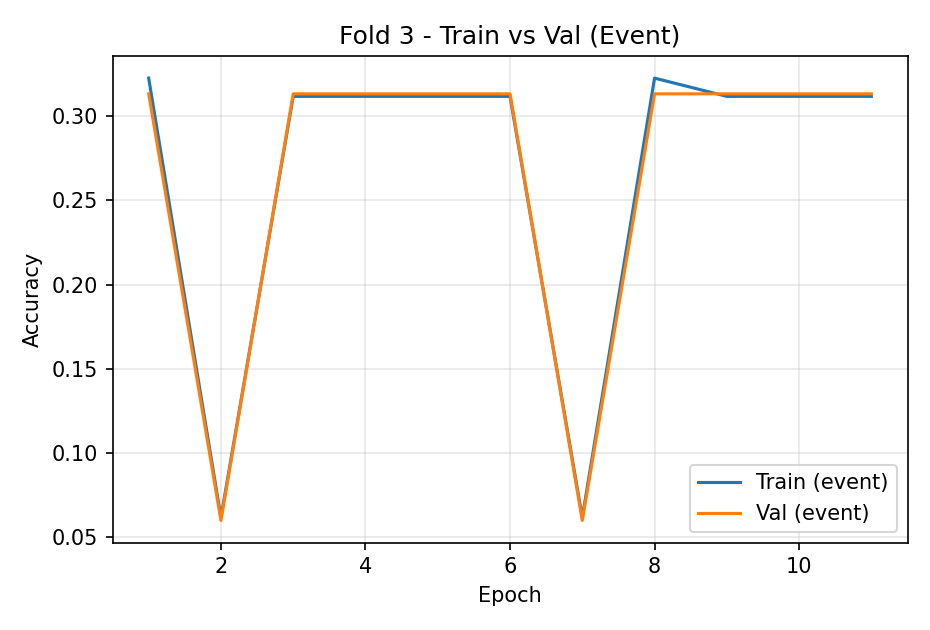 Fold 3 - Train vs Val (Event)
Accuracy
0.30
0.25
0.20
0.15
0.10
0.05
Train (event)
Val (event)
2 4 6 8 10
Epoch